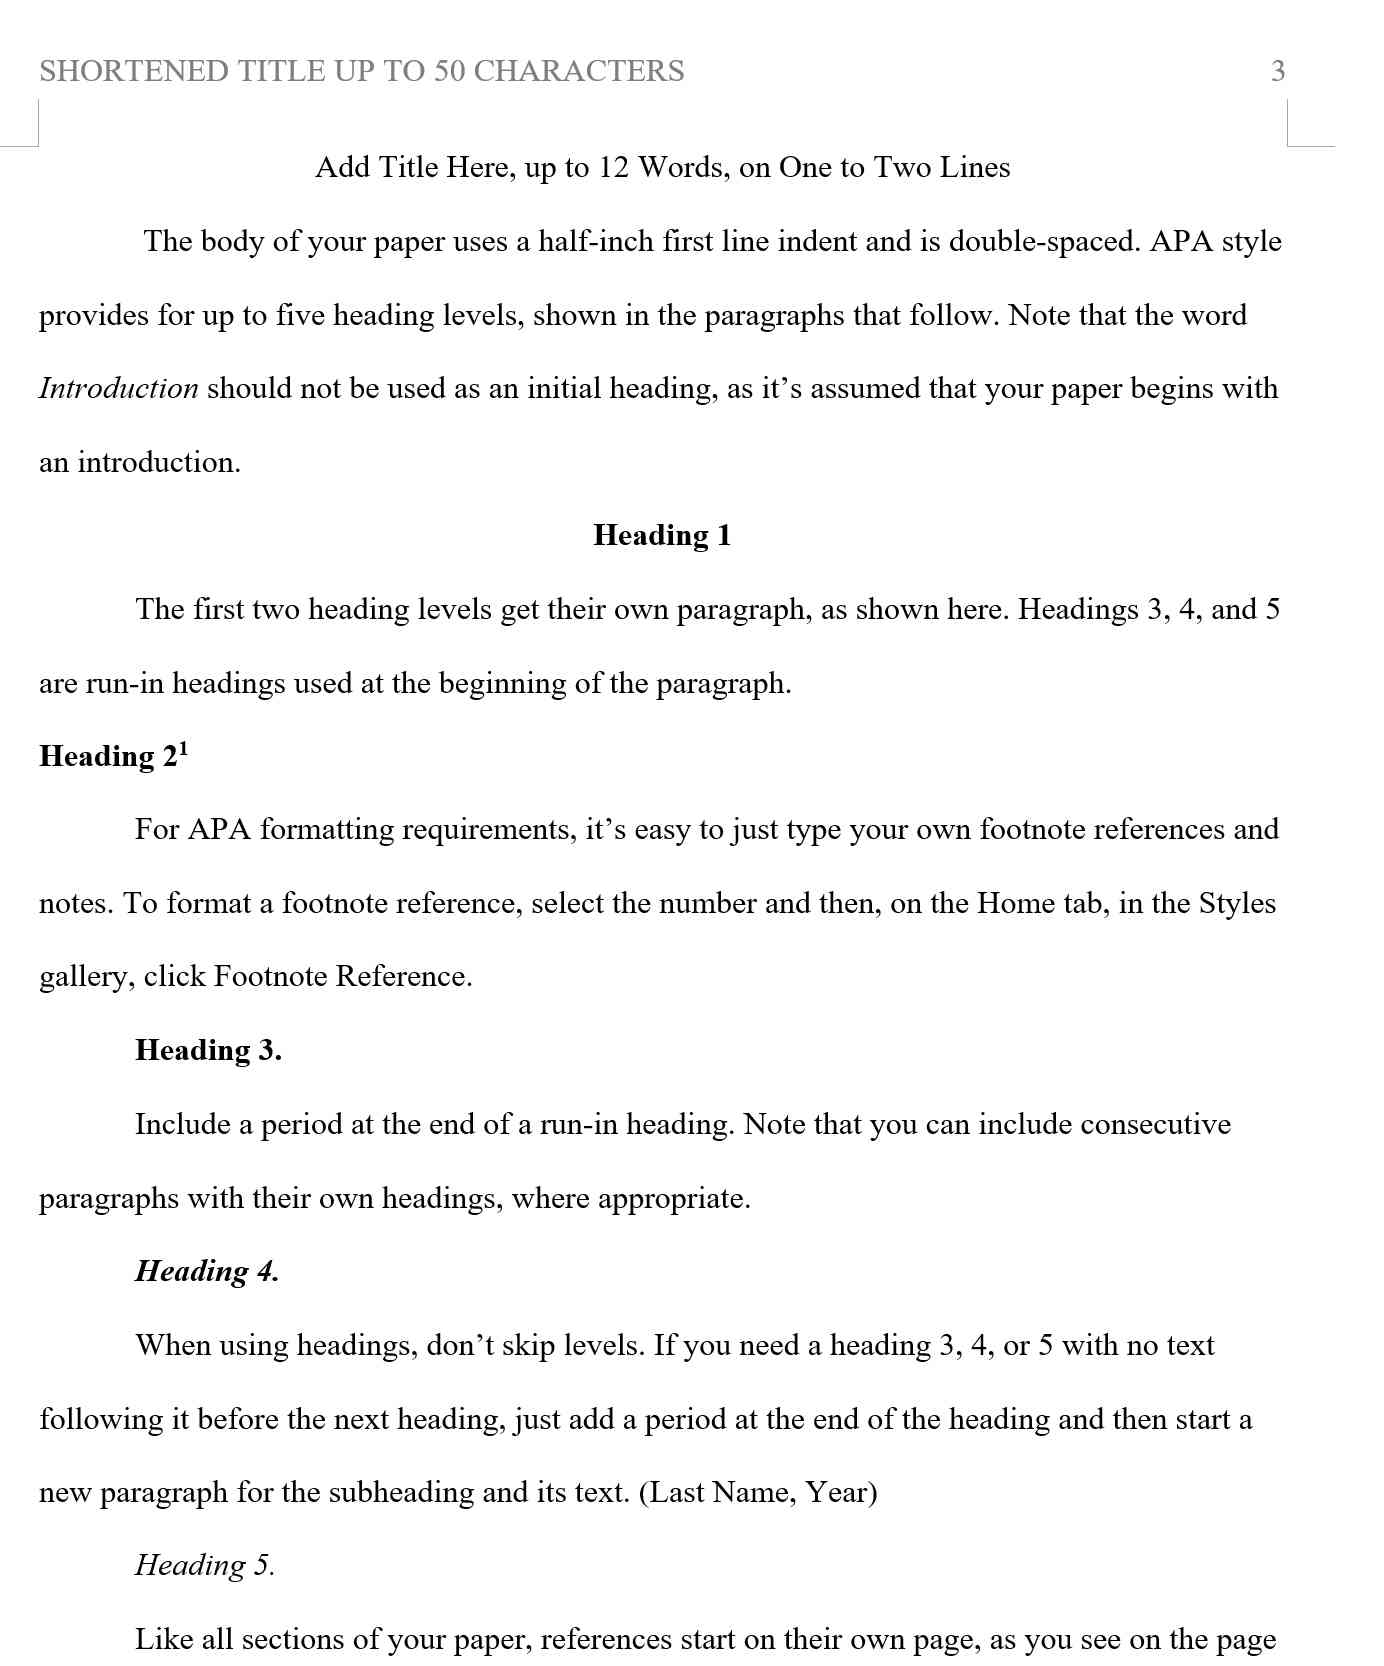 SHORTENED TITLE UP TO 50 CHARACTERS 3
Add Title Here, up to 12 Words, on One to Two Lines
The body of your paper uses a half-inch first line indent and is double-spaced. APA style
provides for up to five heading levels, shown in the paragraphs that follow. Note that the word
Introduction should not be used as an initial heading, as it’s assumed that your paper begins with
an introduction.
Heading 1
The first two heading levels get their own paragraph, as shown here. Headings 3, 4, and 5
are run-in headings used at the beginning of the paragraph.
Heading 2¹
For APA formatting requirements, it’s easy to just type your own footnote references and
notes. To format a footnote reference, select the number and then, on the Home tab, in the Styles
gallery, click Footnote Reference.
Heading 3.
Include a period at the end of a run-in heading. Note that you can include consecutive
paragraphs with their own headings, where appropriate.
Heading 4.
When using headings, don’t skip levels. If you need a heading 3, 4, or 5 with no text
following it before the next heading, just add a period at the end of the heading and then start a
new paragraph for the subheading and its text. (Last Name, Year)
Heading 5.
Like all sections of your paper, references start on their own page, as you see on the page